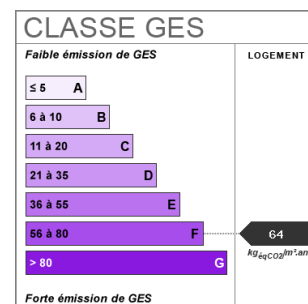 CLASSE GES
Faible émission de GES
LOGEMENT
≤ 5 A
6 à 10 B
11 à 20 C
21 à 35 D
36 à 55 E
56 à 80 F
64
kgéqCO2/m².an
> 80 G
Forte émission de GES